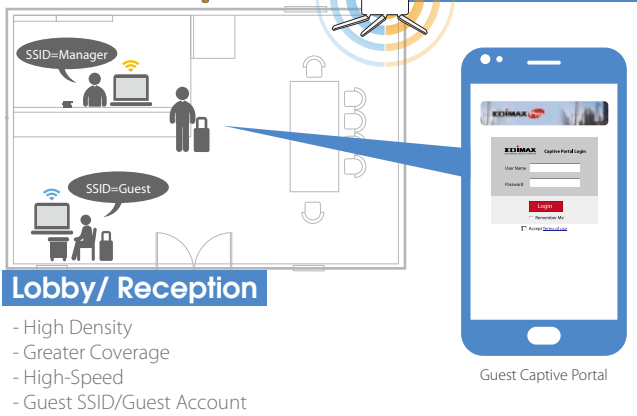 SSID=Manager
SSID=Guest
EDIMAX Pro
EDIMAX Captive Portal Login
User Name
Password
Login
Remember Me
Accept Terms of use
Guest Captive Portal
Lobby/ Reception
- High Density
- Greater Coverage
- High-Speed
- Guest SSID/Guest Account